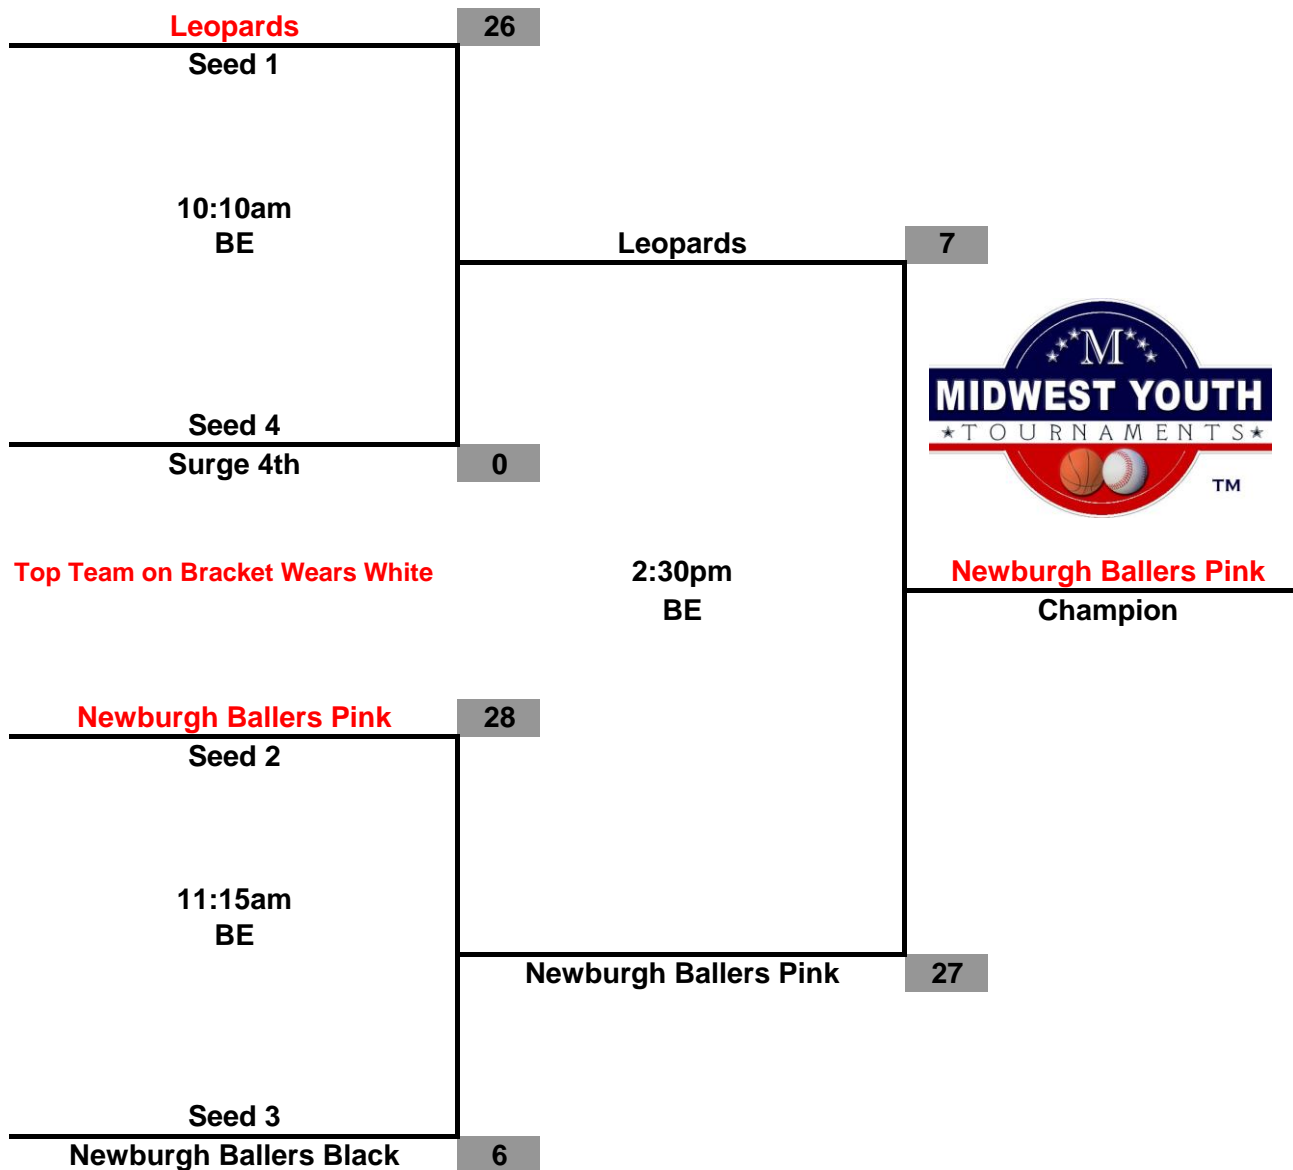 Leopards 26
Seed 1
10:10am
BE
Leopards 7
M
MIDWEST YOUTH
★TOURNAMENTS★
TM
Seed 4
Surge 4th 0
Top Team on Bracket Wears White
2:30pm
BE
Newburgh Ballers Pink
Champion
Newburgh Ballers Pink 28
Seed 2
11:15am
BE
Newburgh Ballers Pink 27
Seed 3
Newburgh Ballers Black 6